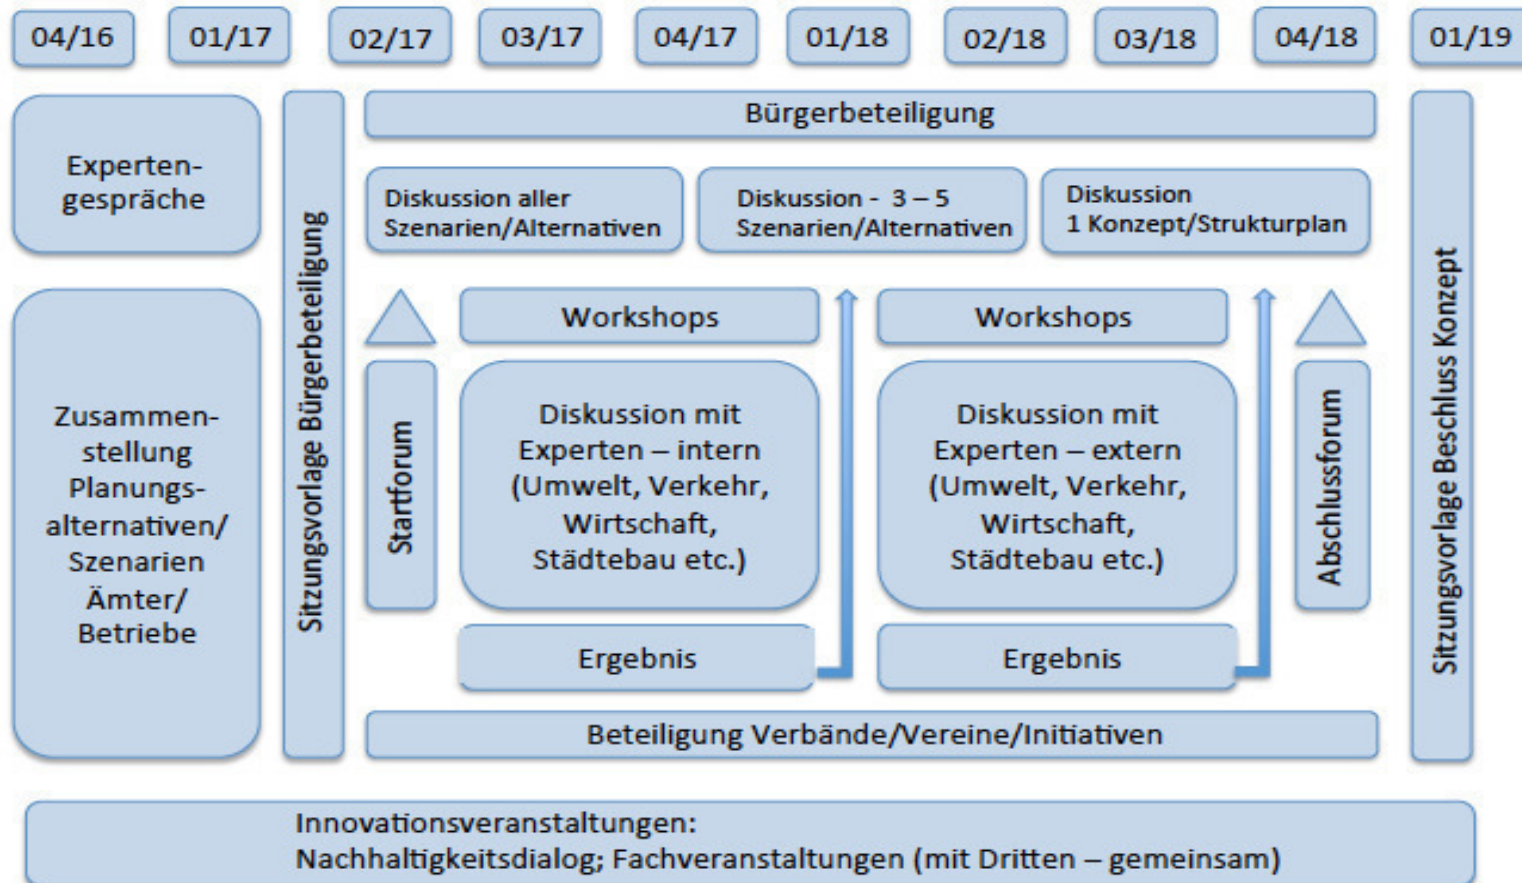 04/16 01/17 02/17 03/17 04/17 01/18 02/18 03/18 04/18 01/19
Experten-
gespräche
Zusammen-
stellung
Planungs-
alternativen/
Szenarien
Ämter/
Betriebe
Sitzungsvorlage Bürgerbeteiligung
Bürgerbeteiligung
Diskussion aller
Szenarien/Alternativen
Diskussion - 3 – 5
Szenarien/Alternativen
Diskussion
1 Konzept/Strukturplan
Startforum
Workshops
Diskussion mit
Experten – intern
(Umwelt, Verkehr,
Wirtschaft,
Städtebau etc.)
Ergebnis
Workshops
Diskussion mit
Experten – extern
(Umwelt, Verkehr,
Wirtschaft,
Städtebau etc.)
Ergebnis
Abschlussforum
Beteiligung Verbände/Vereine/Initiativen
Sitzungsvorlage Beschluss Konzept
Innovationsveranstaltungen:
Nachhaltigkeitsdialog; Fachveranstaltungen (mit Dritten – gemeinsam)